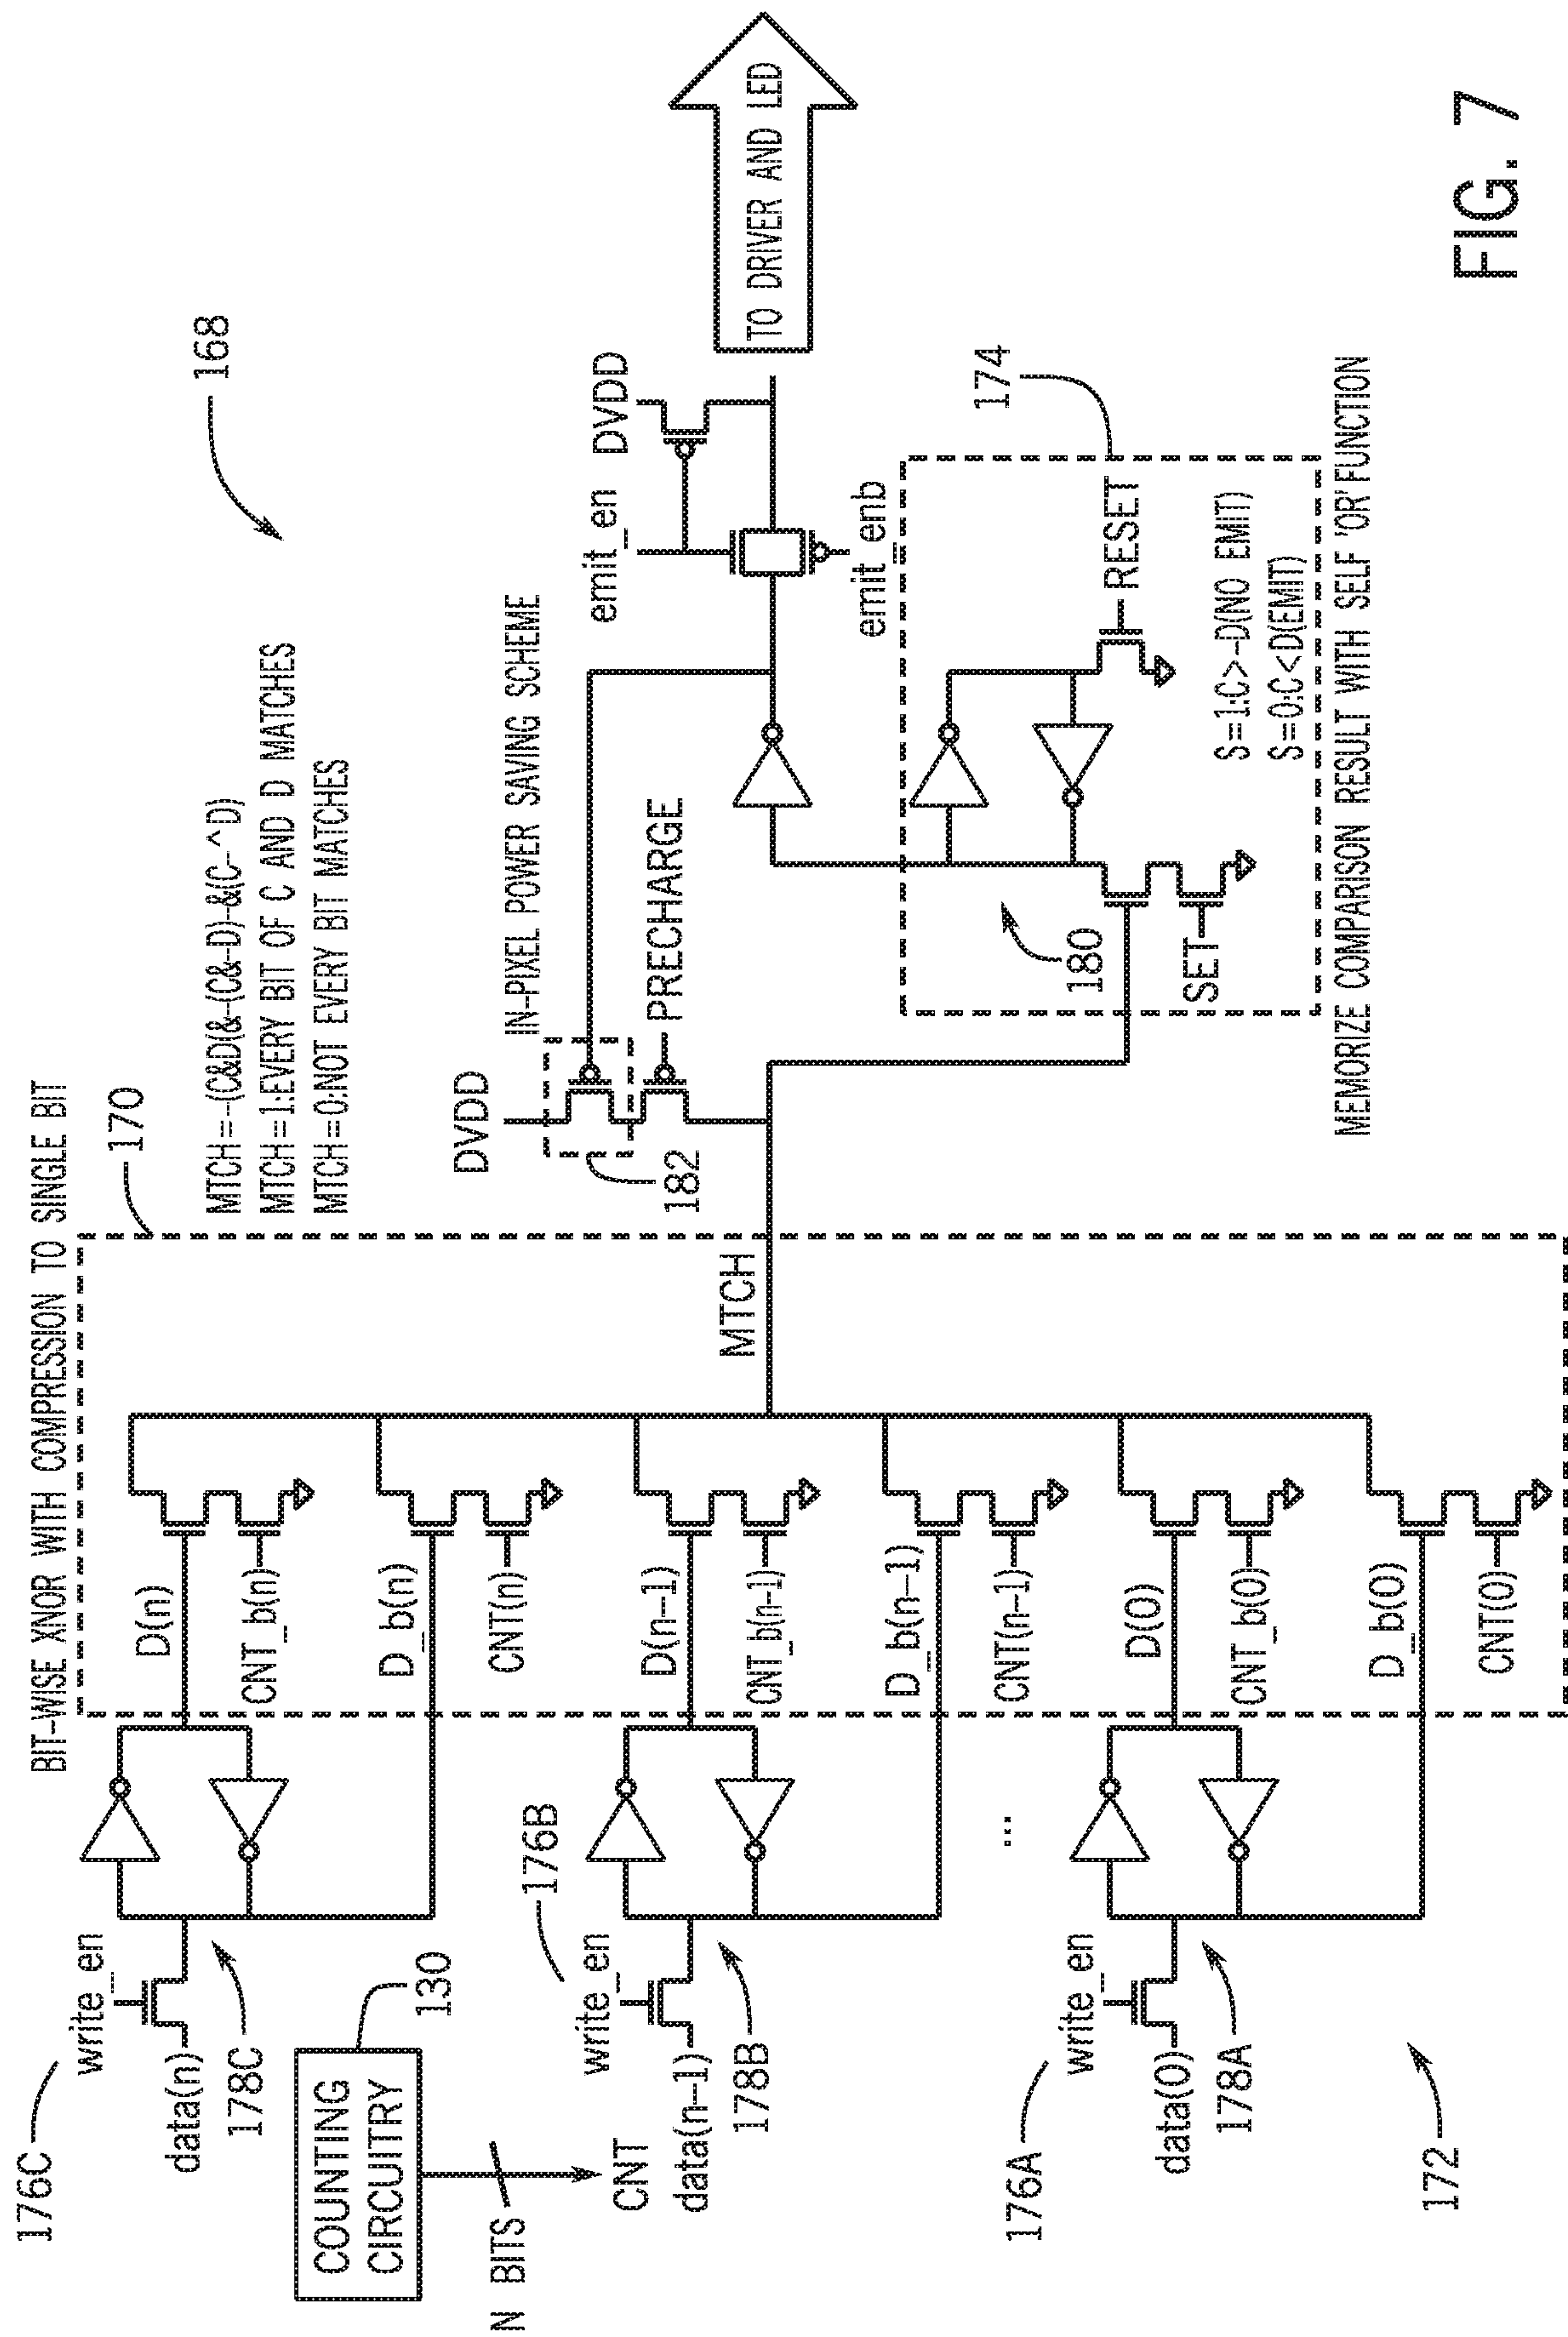 BIT-WISE XNOR WITH COMPRESSION TO SINGLE BIT
170
168
MTCH=-(C&D(&-(C&-D)-&(C-^D)
MTCH=1:EVERY BIT OF C AND D MATCHES
MTCH=0:NOT EVERY BIT MATCHES
176C
write_en
data(n)
178C
D(n)
CNT_b(n)
D_b(n)
CNT(n)
COUNTING
CIRCUITRY
130
N BITS
CNT
176B
write_en
data(n-1)
178B
D(n-1)
CNT_b(n-1)
D_b(n-1)
CNT(n-1)
...
176A
write_en
data(0)
178A
D(0)
CNT_b(0)
D_b(0)
CNT(0)
172
MTCH
DVDD
182
IN-PIXEL POWER SAVING SCHEME
PRECHARGE
emit_en
DVDD
emit_enb
TO DRIVER AND LED
174
180
SET
RESET
S=1:C>-D(NO EMIT)
S=0:C<D(EMIT)
MEMORIZE COMPARISON RESULT WITH SELF 'OR' FUNCTION
FIG. 7